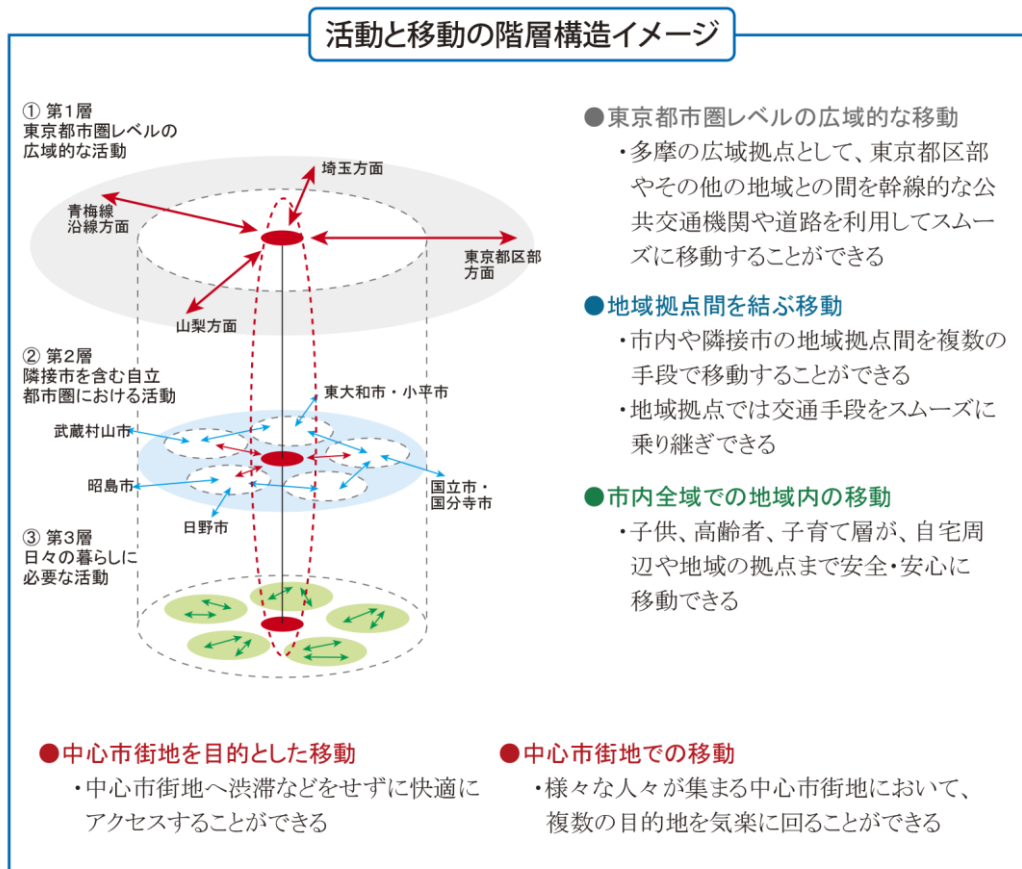 活動と移動の階層構造イメージ
① 第1層
東京都市圏レベルの
広域的な活動
埼玉方面
青梅線
沿線方面
東京都区部
方面
山梨方面
② 第2層
隣接市を含む自立
都市圏における活動
東大和市・小平市
武蔵村山市
昭島市
国立市・
国分寺市
日野市
③ 第3層
日々の暮らしに
必要な活動
●東京都市圏レベルの広域的な移動
・多摩の広域拠点として、東京都区部
やその他の地域との間を幹線的な公
共交通機関や道路を利用してスムー
ズに移動することができる
●地域拠点間を結ぶ移動
・市内や隣接市の地域拠点間を複数の
手段で移動することができる
・地域拠点では交通手段をスムーズに
乗り継ぎできる
●市内全域での地域内の移動
・子供、高齢者、子育て層が、自宅周
辺や地域の拠点まで安全・安心に
移動できる
●中心市街地を目的とした移動
・中心市街地へ渋滞などをせずに快適に
アクセスすることができる
●中心市街地での移動
・様々な人々が集まる中心市街地において、
複数の目的地を気楽に回ることができる